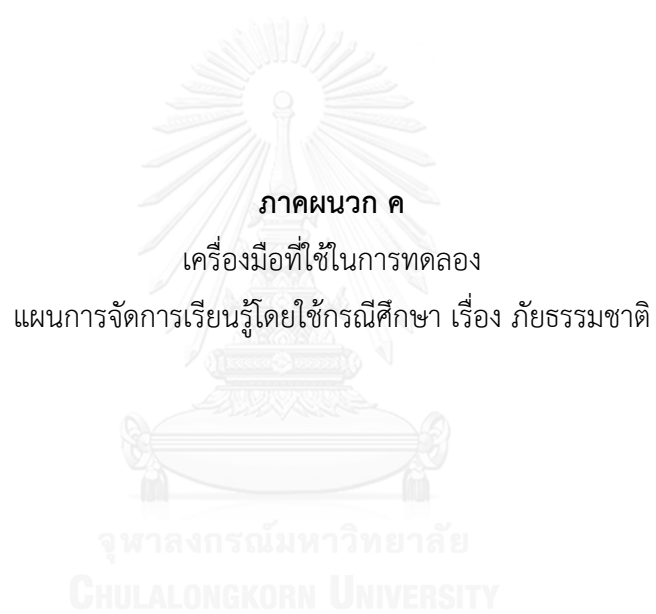 ภาคผนวก ค
เครื่องมือที่ใช้ในการทดลอง
แผนการจัดการเรียนรู้โดยใช้กรณีศึกษา เรื่อง ภัยธรรมชาติ
จุฬาลงกรณ์มหาวิทยาลัย
CHULALONGKORN UNIVERSITY